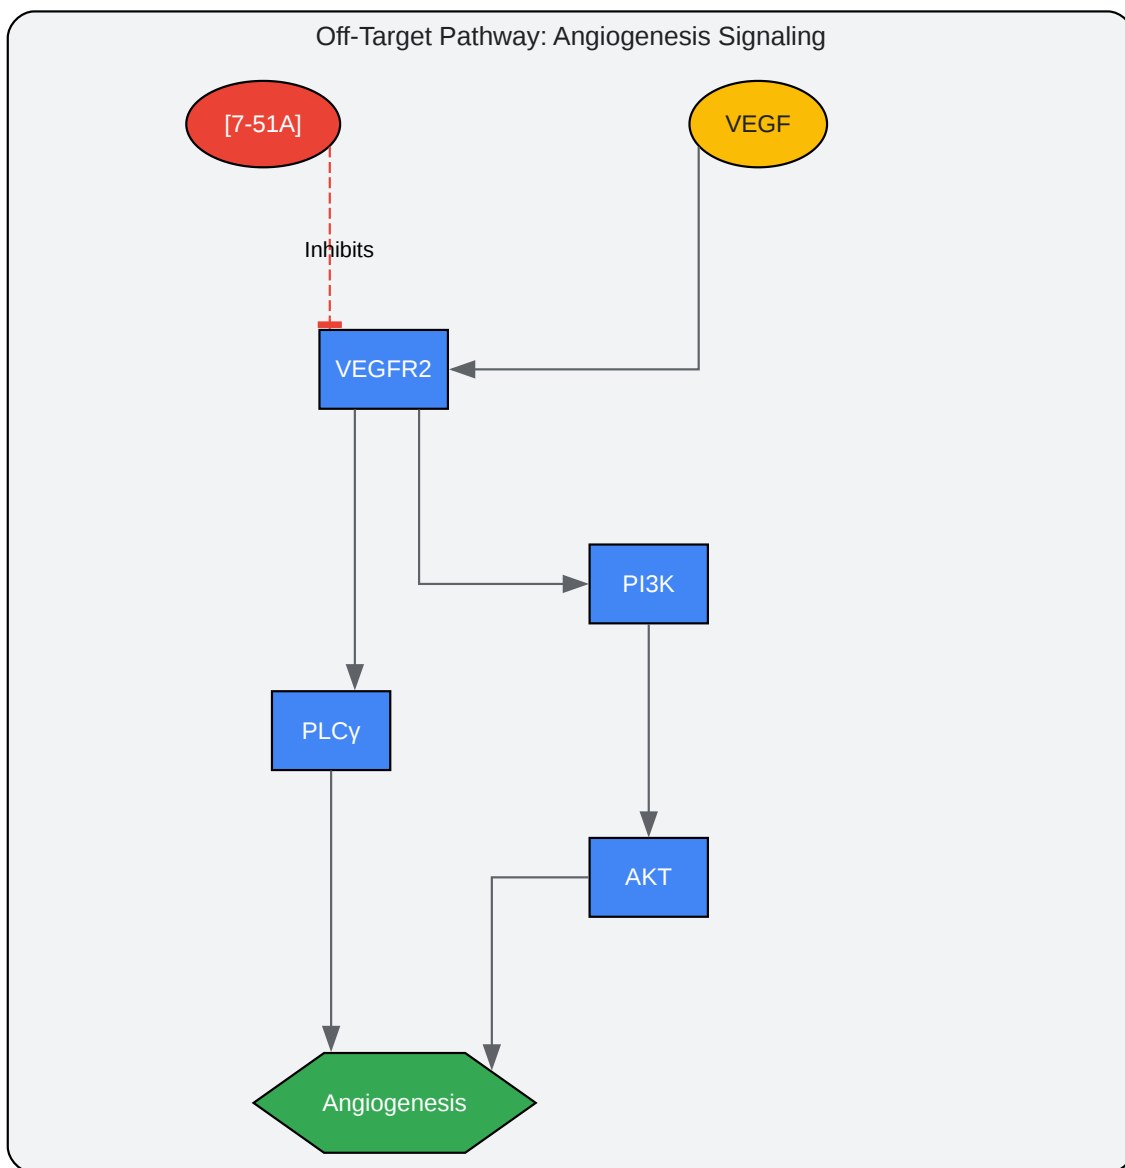 Off-Target Pathway: Angiogenesis Signaling
[7-51A]
VEGF
Inhibits
VEGFR2
PI3K
PLCγ
AKT
Angiogenesis